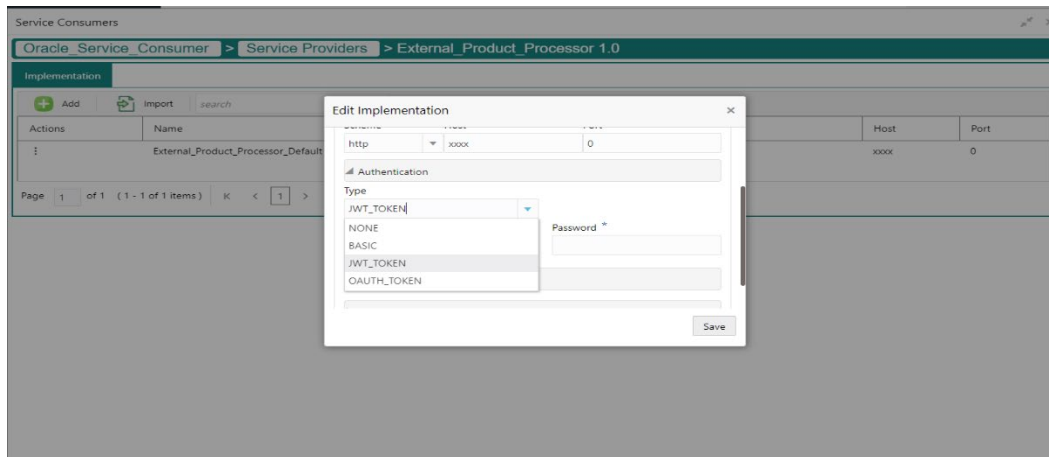 Service Consumers
Oracle_Service_Consumer > Service Providers > External_Product_Processor 1.0
Implementation
Add Import search
Actions Name Host Port
External_Product_Processor_Default xxxx 0
Page 1 of 1 (1 - 1 of 1 items) K < 1 >
Edit Implementation ×
http xxxx 0
Authentication
Type
JWT_TOKEN
NONE Password *
BASIC
JWT_TOKEN
OAUTH_TOKEN
Save